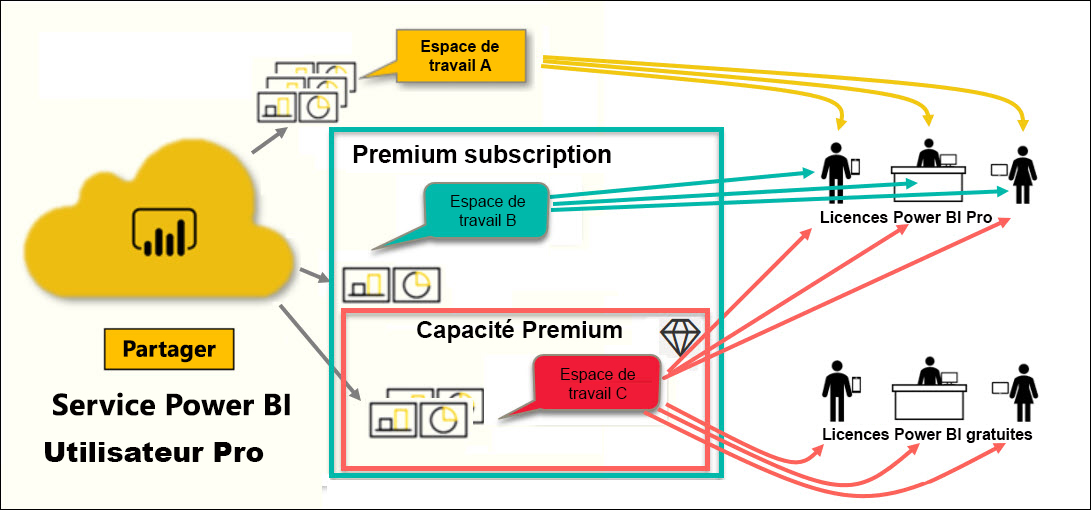 Espace de
travail A
Premium subscription
Espace de
travail B
Licences Power BI Pro
Capacité Premium
Partager
Espace de
travail C
Service Power BI
Utilisateur Pro
Licences Power BI gratuites